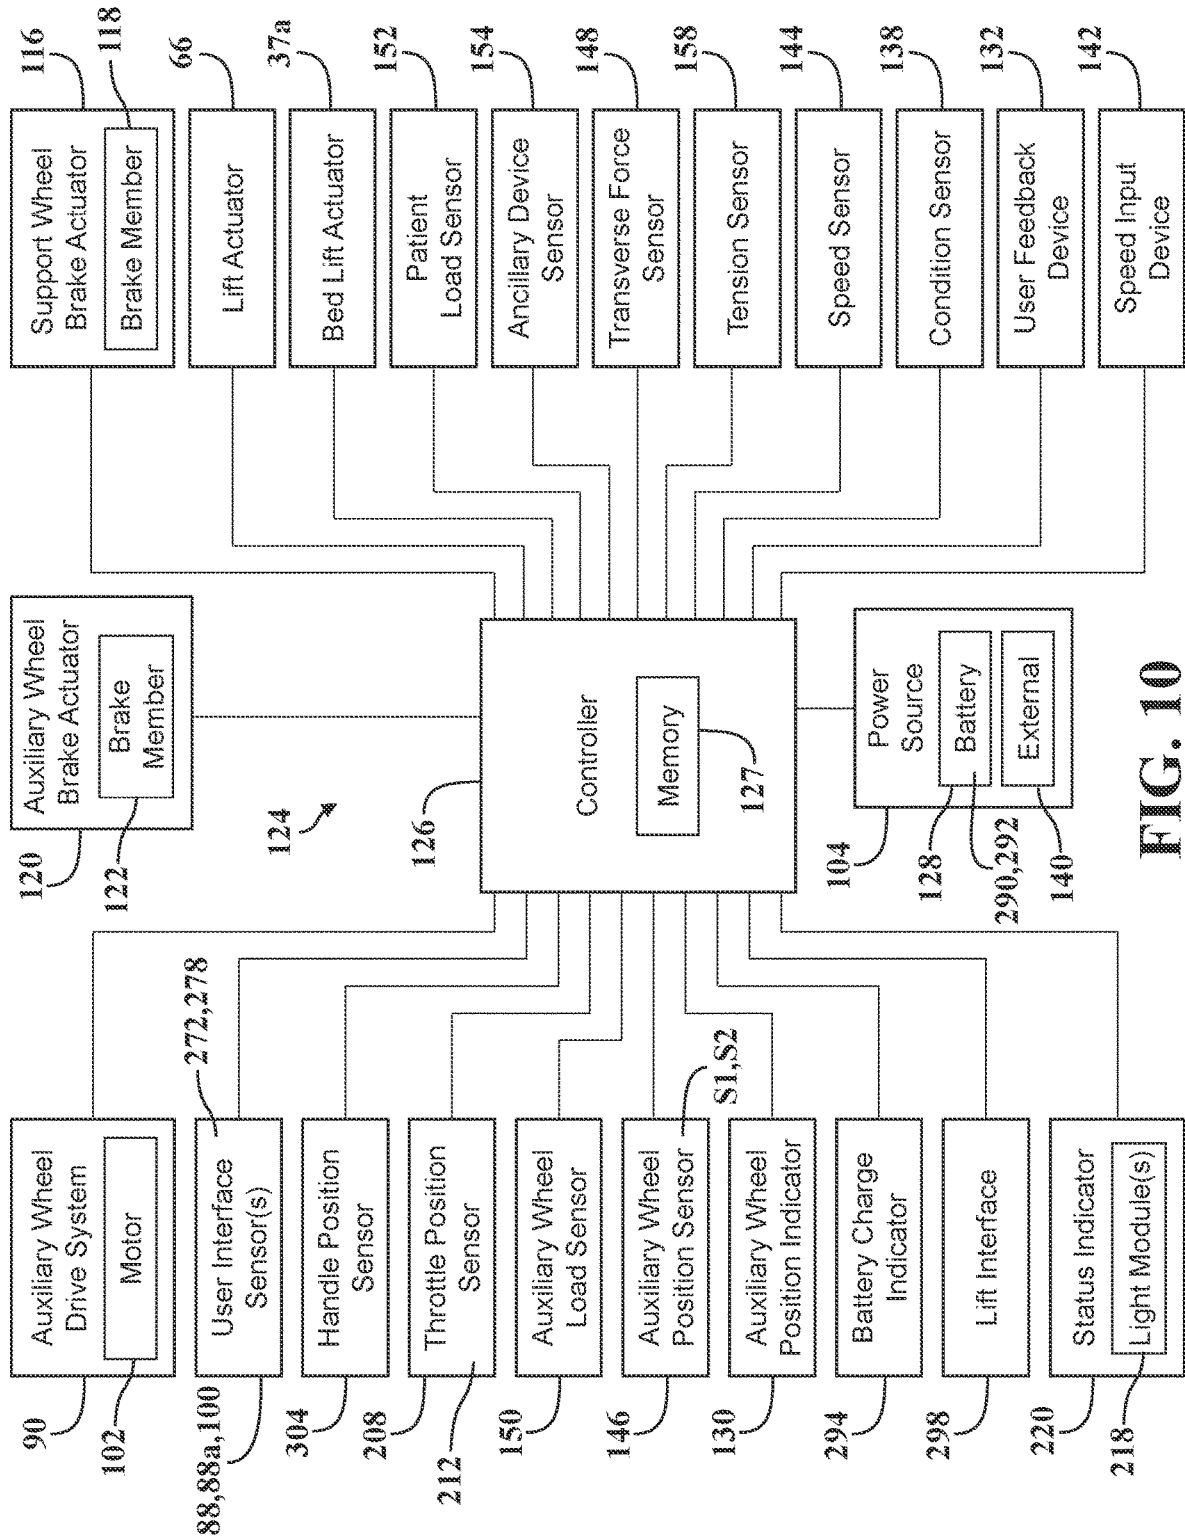 90
Auxiliary Wheel
Drive System
102
Motor
88,88a,100
User Interface
Sensor(s)
272,278
304
Handle Position
Sensor
208
Throttle Position
Sensor
212
150
Auxiliary Wheel
Load Sensor
146
Auxiliary Wheel
Position Sensor
S1,S2
130
Auxiliary Wheel
Position Indicator
294
Battery Charge
Indicator
298
Lift Interface
220
Status Indicator
218
Light Module(s)
120
Auxiliary Wheel
Brake Actuator
122
Brake
Member
124
126
Controller
Memory
127
104
Power
Source
128
Battery
290,292
External
140
Support Wheel
Brake Actuator
116
Brake Member
118
Lift Actuator
66
Bed Lift Actuator
37a
Patient
Load Sensor
152
Ancillary Device
Sensor
154
Transverse Force
Sensor
148
Tension Sensor
158
Speed Sensor
144
Condition Sensor
138
User Feedback
Device
132
Speed Input
Device
142
FIG. 10